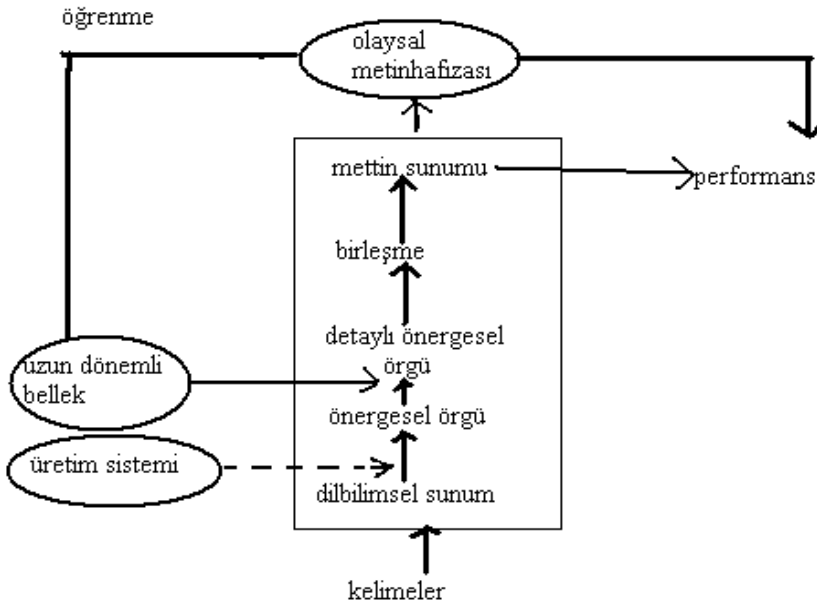 öğrenme
olaysal
metinhafızası
mettin sunumu
performans
birleşme
detaylı önergesel
örgü
uzun dönemli
bellek
önergesel örgü
üretim sistemi
dilbilimsel sunum
kelimeler